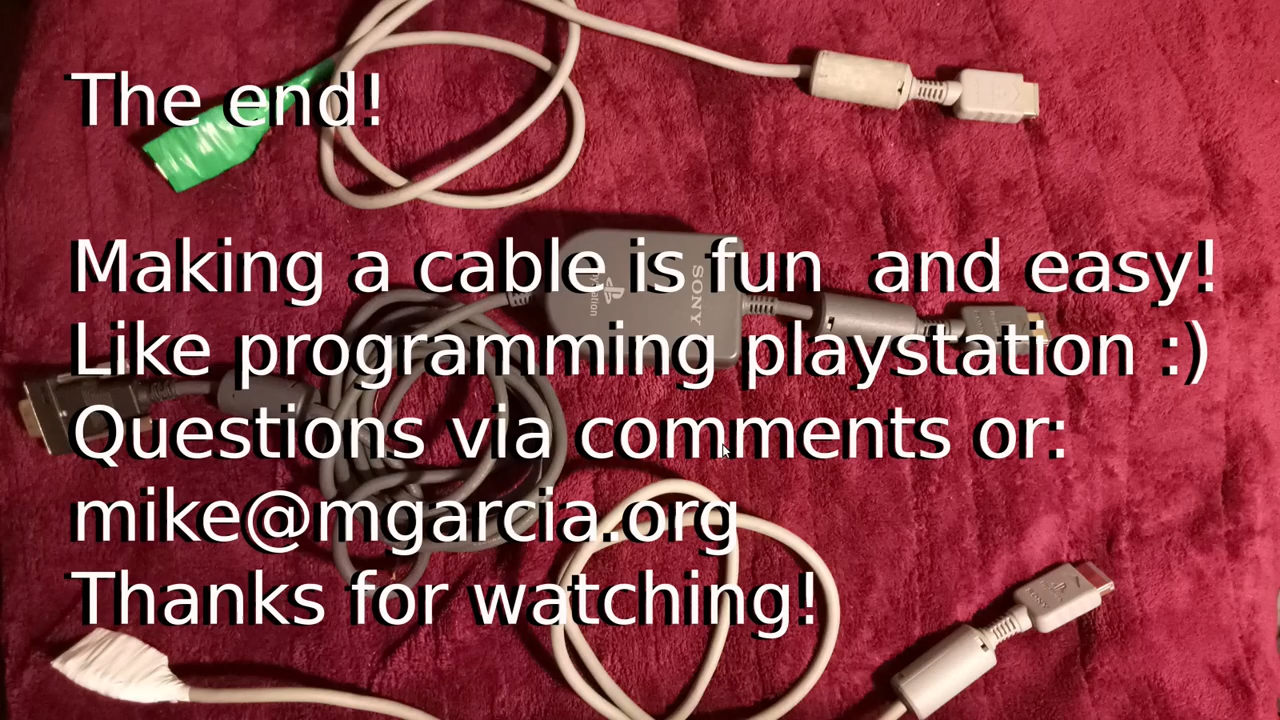 The end!
Making a cable is fun  and easy!
Like programming playstation :)
Questions via comments or:
mike@mgarcia.org
Thanks for watching!
SONY